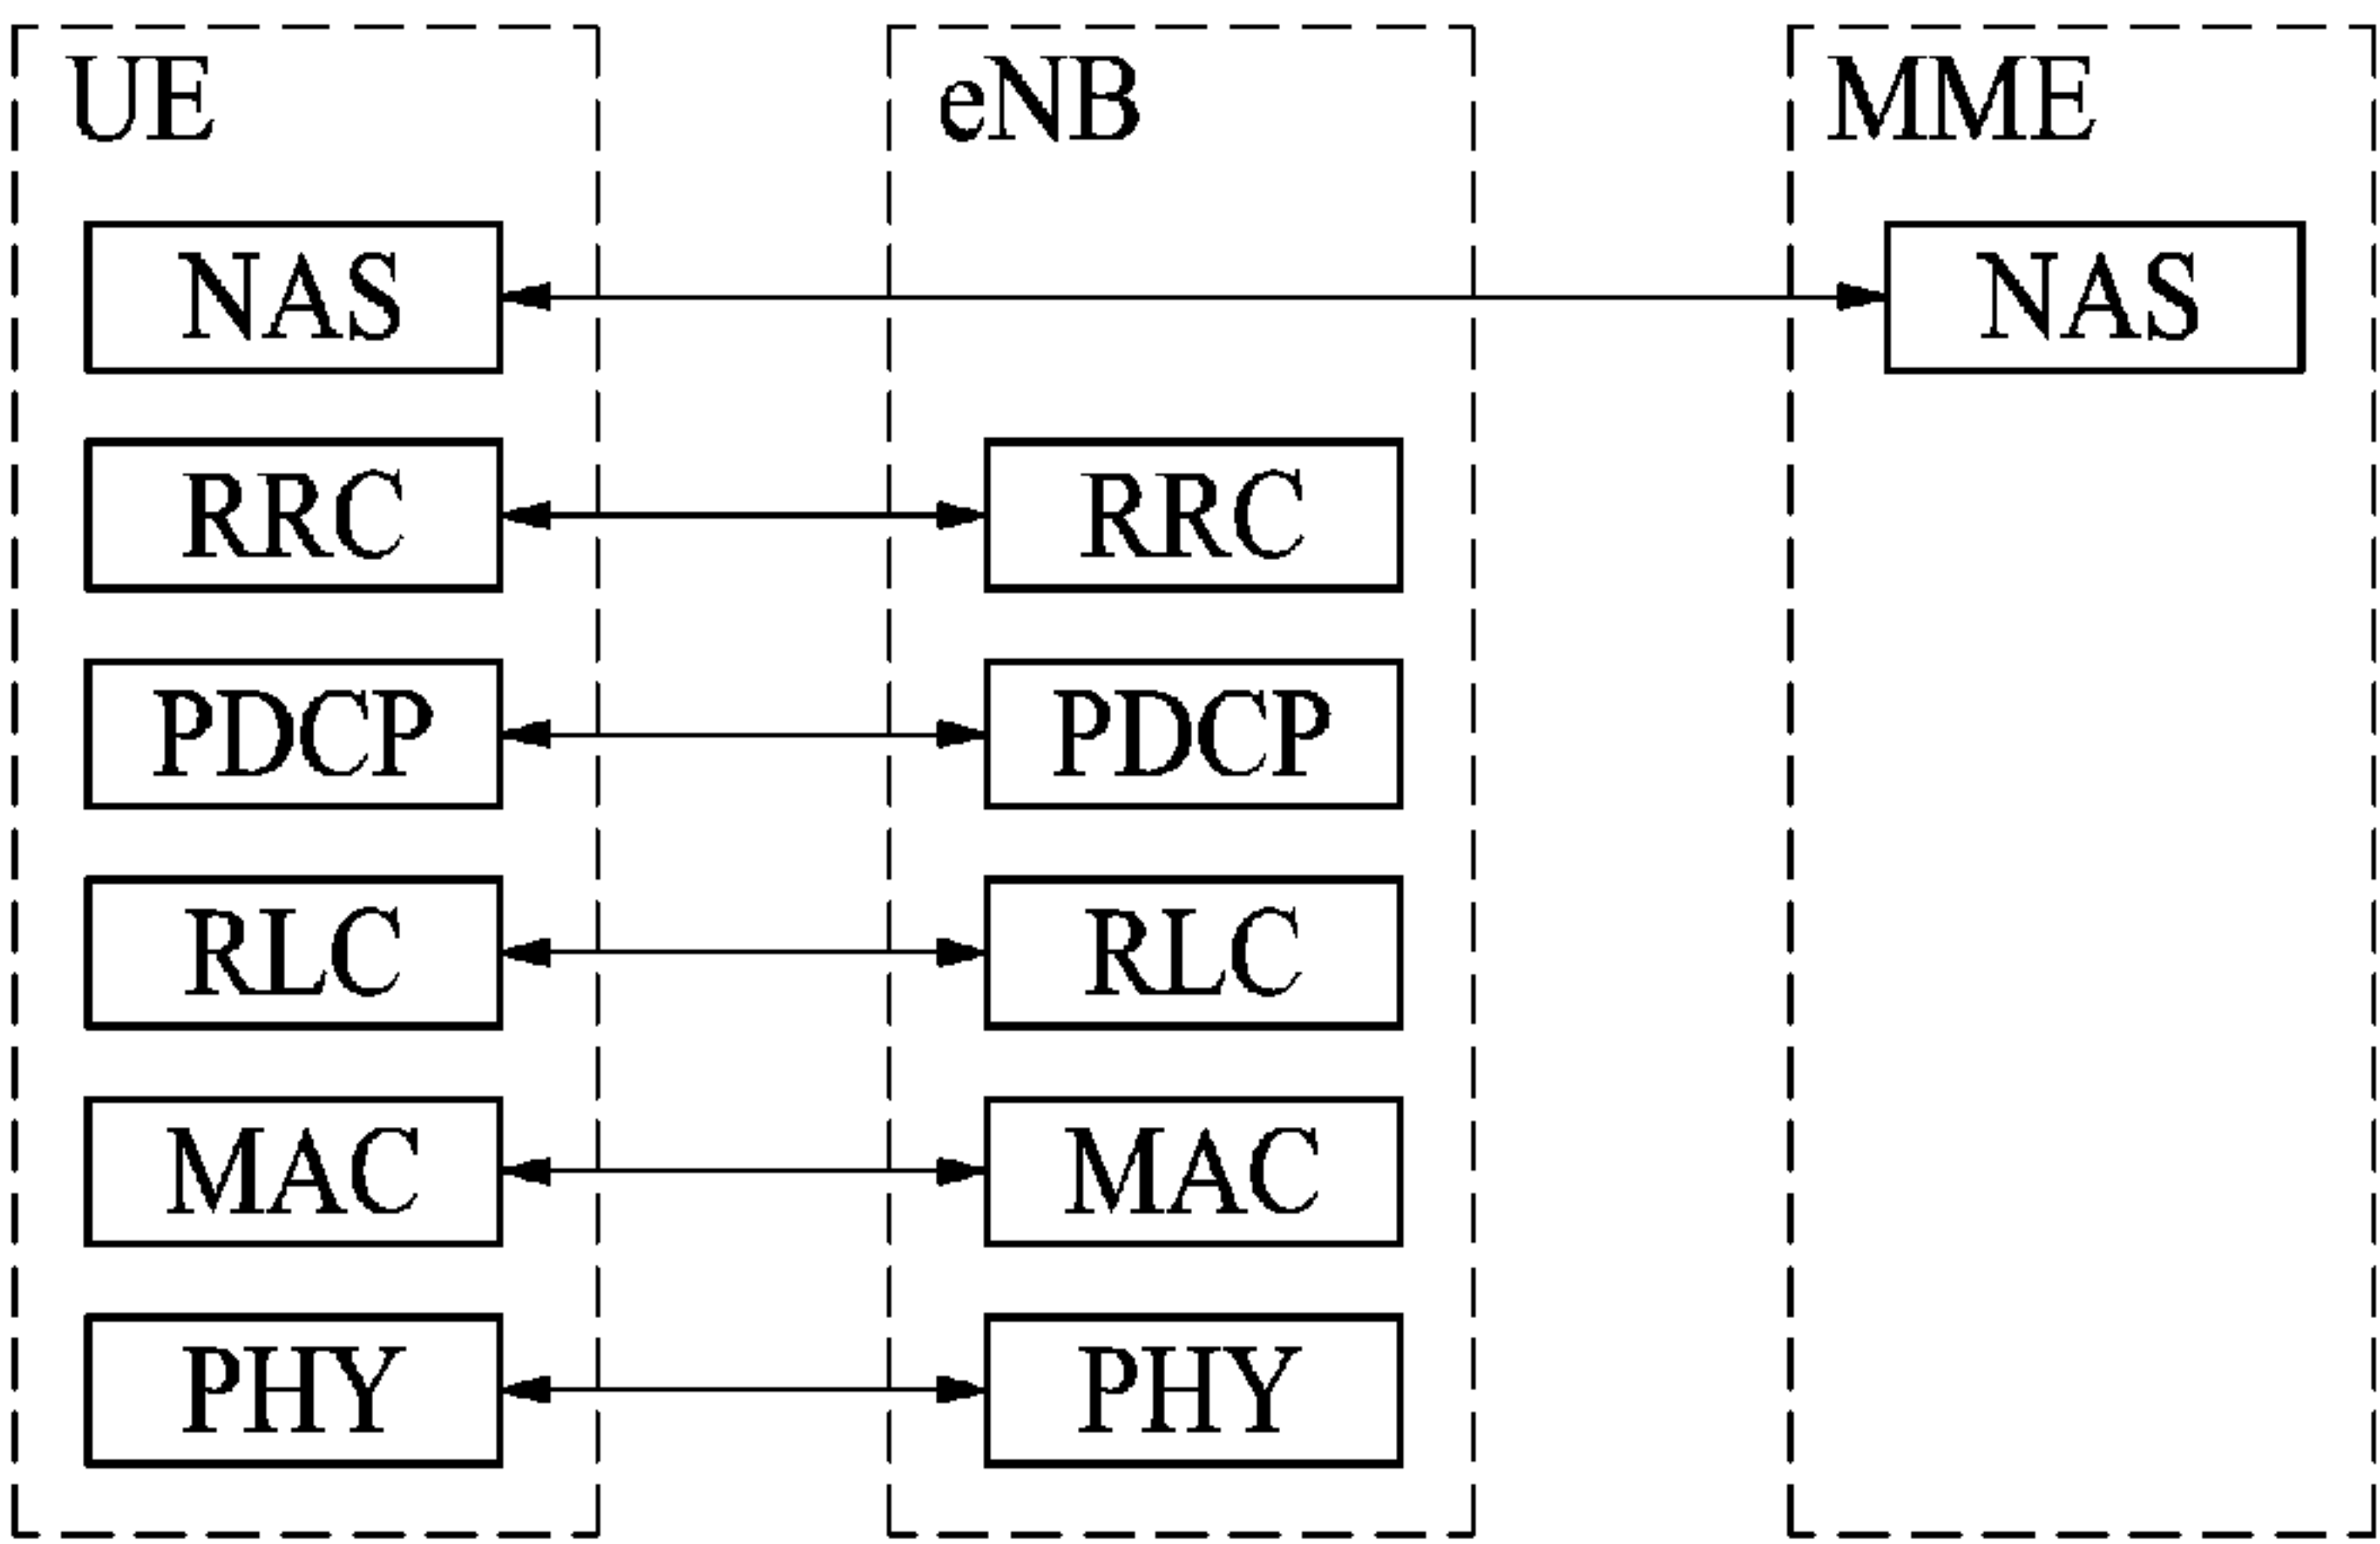 UE eNB MME
NAS NAS
RRC RRC
PDCP PDCP
RLC RLC
MAC MAC
PHY PHY